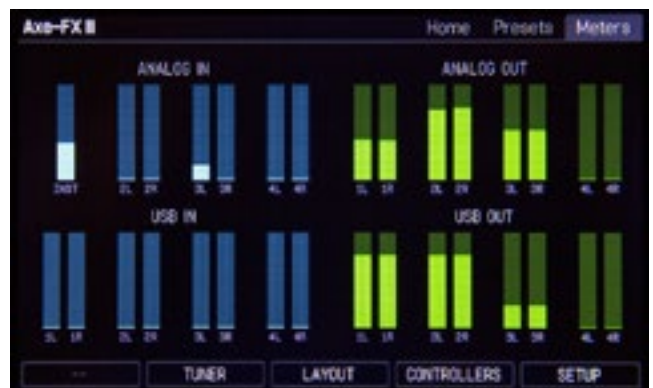 Axe-FX III Home Presets Meters
ANALOG IN ANALOG OUT
INST 2L 2R 3L 3R 4L 4R 1L 1R 2L 2R 3L 3R 4L 4R
USB IN USB OUT
1L 1R 2L 2R 3L 3R 4L 4R 1L 1R 2L 2R 3L 3R 4L 4R
-- TUNER LAYOUT CONTROLLERS SETUP